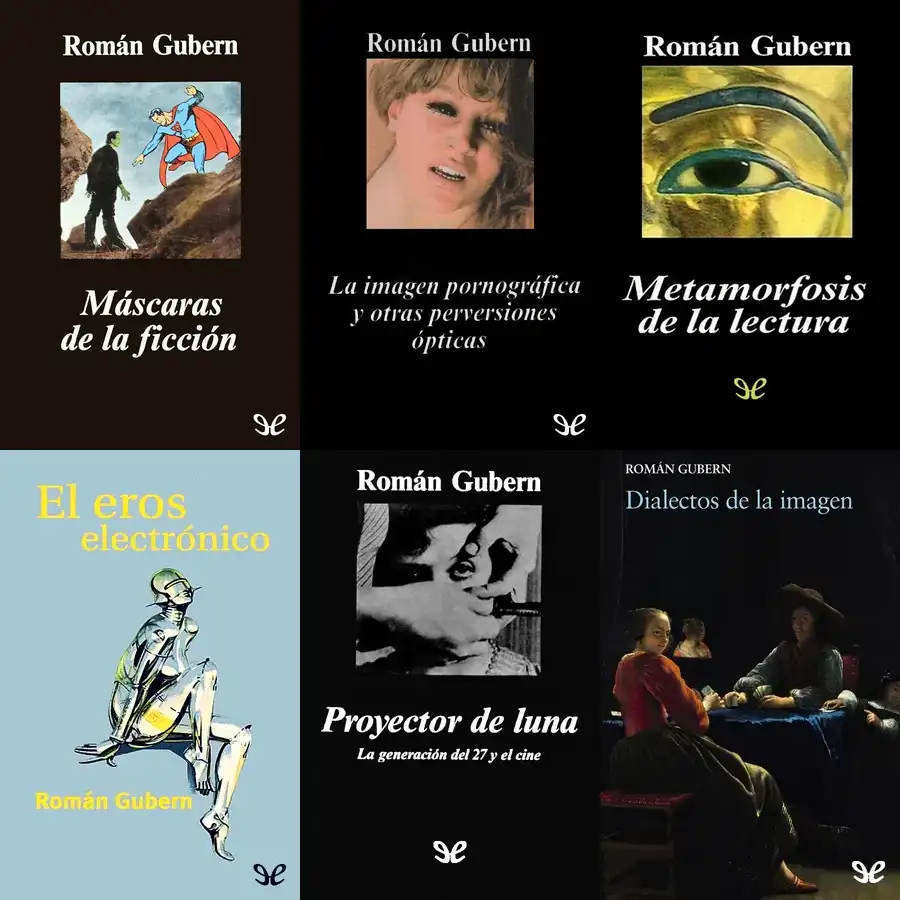 Román Gubern
Máscaras
de la ficción
Román Gubern
La imagen pornográfica
y otras perversiones
ópticas
Román Gubern
Metamorfosis
de la lectura
El eros
electrónico
Román Gubern
Román Gubern
Proyector de luna
La generación del 27 y el cine
ROMÁN GUBERN
Dialectos de la imagen